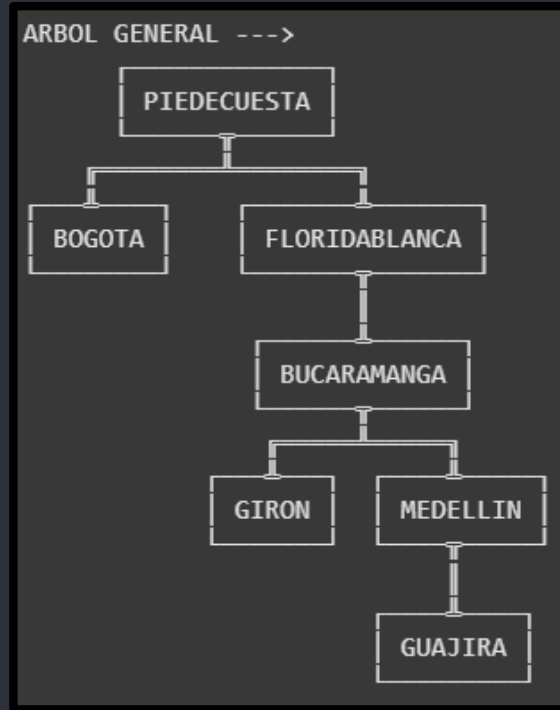 ARBOL GENERAL --->
PIEDECUESTA
BOGOTA FLORIDABLANCA
BUCARAMANGA
GIRON MEDELLIN
GUAJIRA